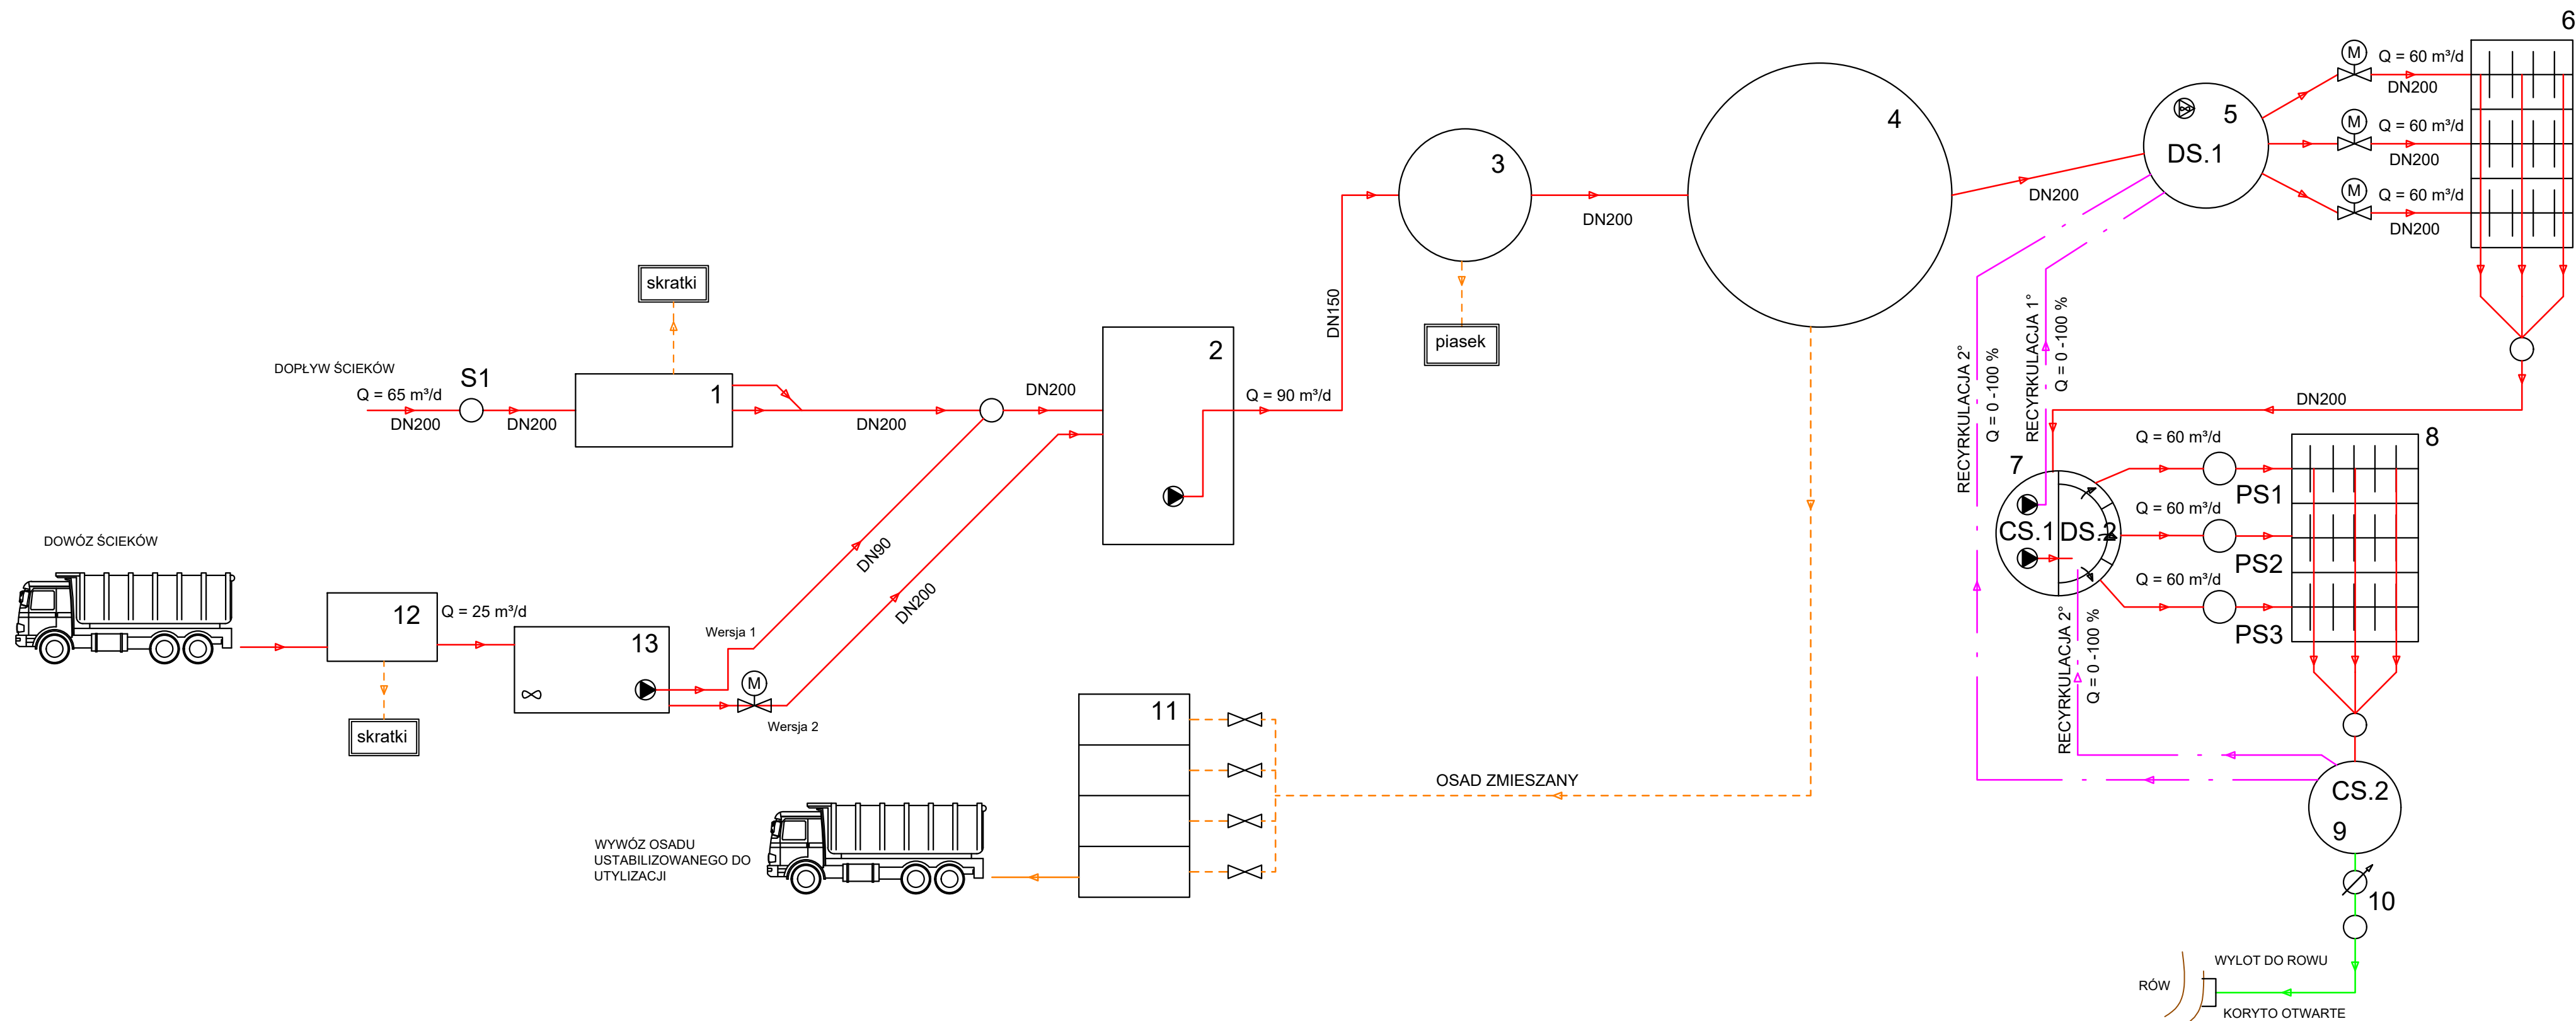 6
M
Q = 60 m³/d
DN200
M
Q = 60 m³/d
DN200
M
Q = 60 m³/d
DN200
5
DS.1
4
3
DN200
DN200
piasek
DN150
skratki
DOPŁYW ŚCIEKÓW
Q = 65 m³/d
S1
DN200
DN200
1
DN200
DN200
2
Q = 90 m³/d
RECYRKULACJA 2°
Q = 0 -100 %
RECYRKULACJA 1°
Q = 0 -100 %
DN200
7
CS.1
DS.2
Q = 60 m³/d
PS1
Q = 60 m³/d
PS2
Q = 60 m³/d
PS3
8
RECYRKULACJA 2°
Q = 0 -100 %
DOWÓZ ŚCIEKÓW
12
Q = 25 m³/d
skratki
13
Wersja 1
M
Wersja 2
DN90
DN200
11
OSAD ZMIESZANY
WYWÓZ OSADU
USTABILIZOWANEGO DO
UTYLIZACJI
CS.2
9
10
WYLOT DO ROWU
RÓW
KORYTO OTWARTE